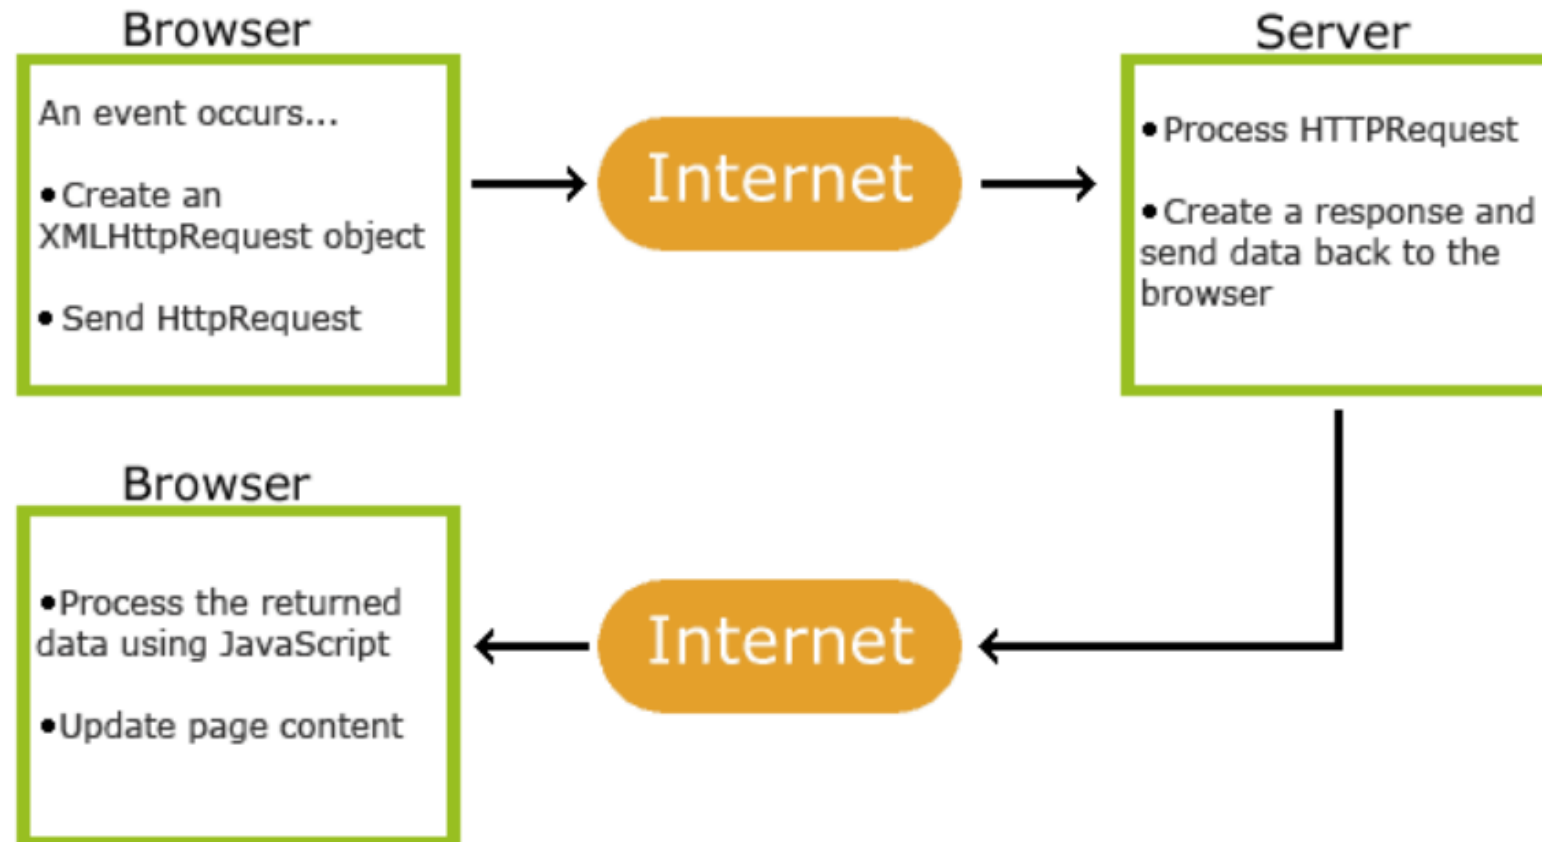 Browser
An event occurs...
•Create an
XMLHttpRequest object
• Send HttpRequest
Internet
Server
•Process HTTPRequest
•Create a response and
send data back to the
browser
Browser
•Process the returned
data using JavaScript
•Update page content
Internet